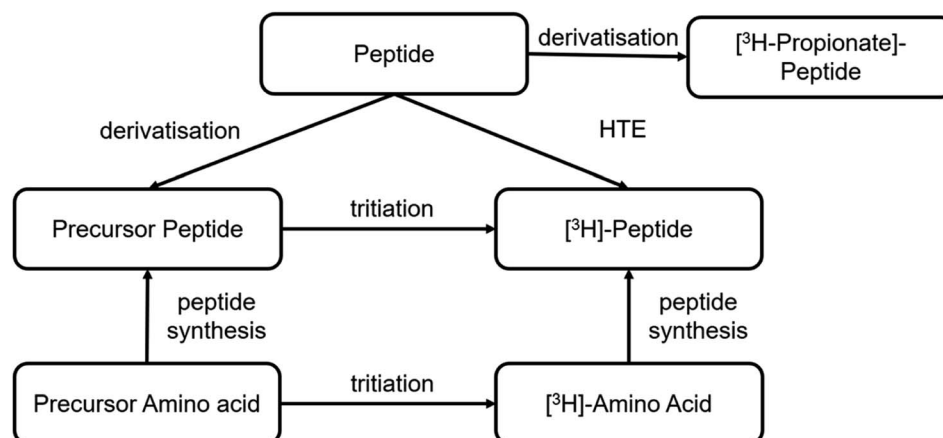 Peptide
derivatisation
[³H-Propionate]-
Peptide
derivatisation
HTE
Precursor Peptide
tritiation
[³H]-Peptide
peptide
synthesis
peptide
synthesis
Precursor Amino acid
tritiation
[³H]-Amino Acid